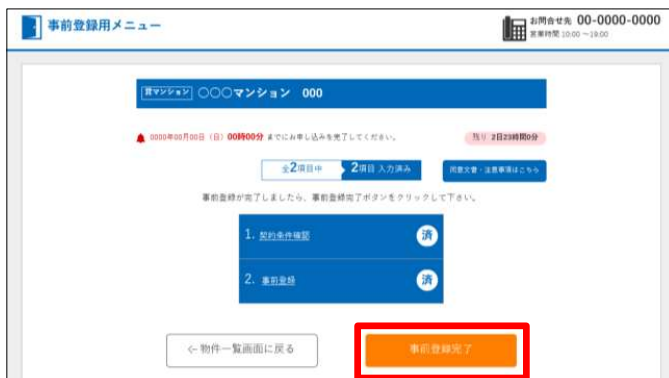 事前登録用メニュー
お問合せ先 00-0000-0000
営業時間 10:00 ~19:00
賃マンション 〇〇〇マンション 000
0000年00月00日（日）00時00分 までにお申し込みを完了してください。
残り 2日23時間0分
全2項目中 2項目 入力済み
同意文書・注意事項はこちら
事前登録が完了しましたら、事前登録完了ボタンをクリックして下さい。
1. 契約条件確認 済
2. 事前登録 済
<- 物件一覧画面に戻る
事前登録完了